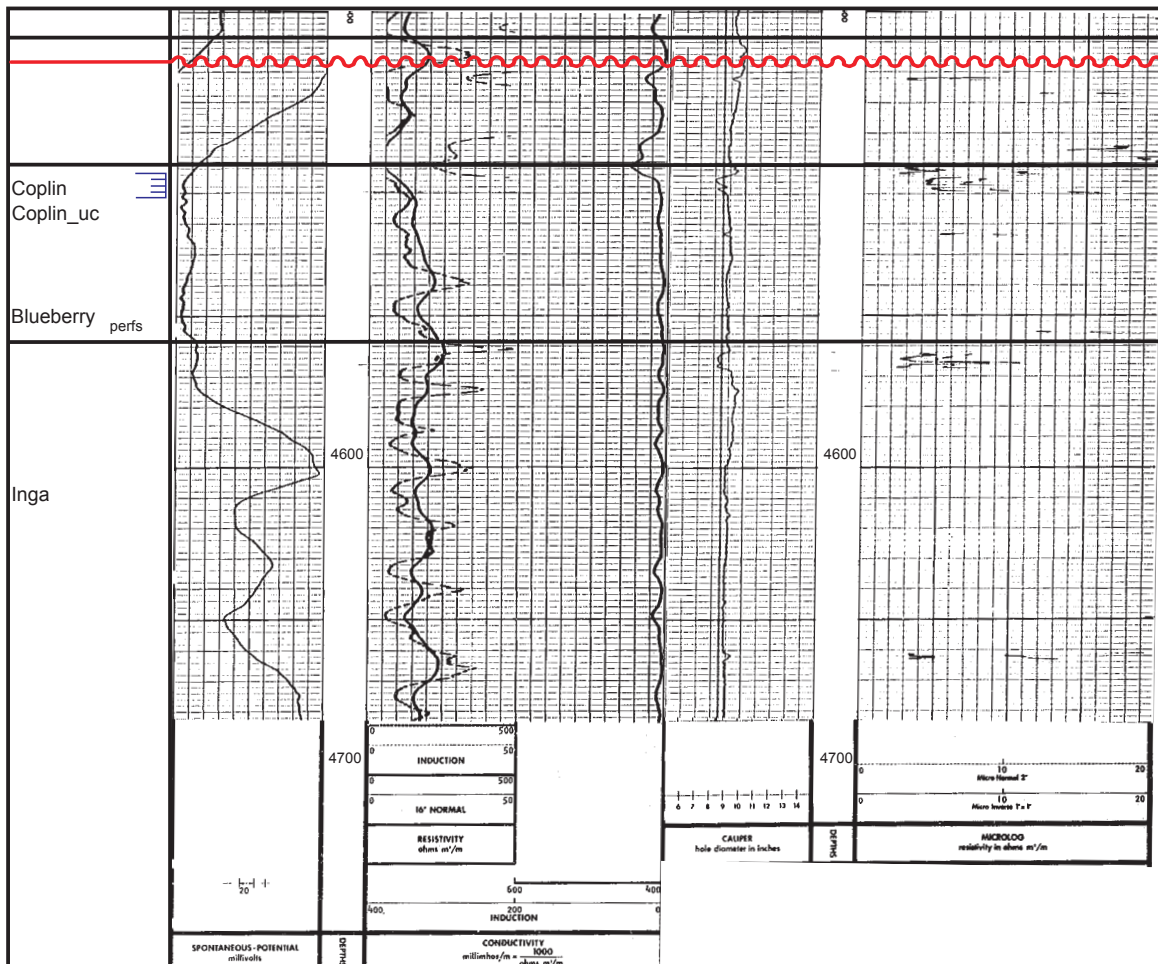 Coplin
Coplin_uc
Blueberry perfs
4600 4600
Inga
4700 4700
0 500
0 50
INDUCTION
0 500
0 50
16" NORMAL
RESISTIVITY
ohms m²/m
0 10 20
Micro Normal 2"
0 10 20
Micro Inverse 1" x 1"
6 7 8 9 10 11 12 13 14
CALIPER
hole diameter in inches
DEPTHS
MICROLOG
resistivity in ohms m²/m
20
600 400
400, 200 0
INDUCTION
SPONTANEOUS-POTENTIAL
millivolts
DEPTHS
CONDUCTIVITY
millimhos/m = 1000
ohms m²/m